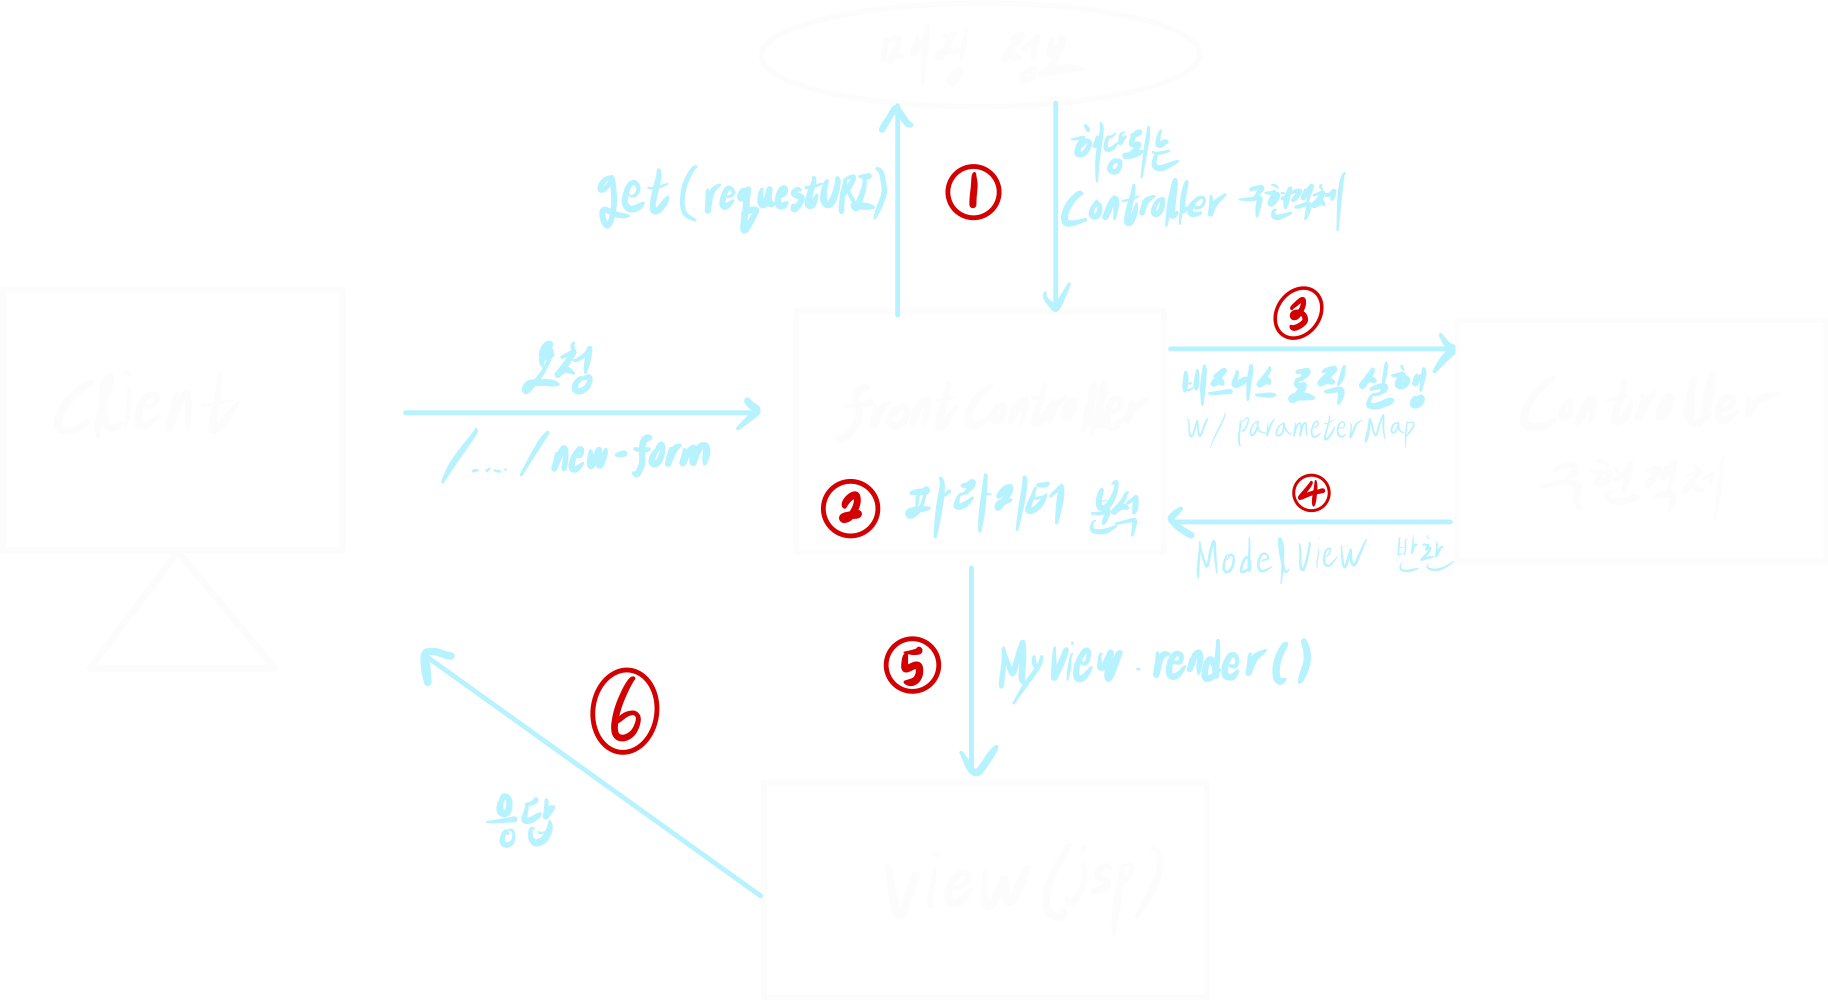 매핑 정보
get(requestURI)
①
해당되는
Controller 구현객체
Client
요청
/..... /new-form
frontController
② 파라미터 분석
③
비즈니스 로직 실행
w/ parameterMap
④
ModelView 반환
Controller
구현객체
⑤
MyView.render()
⑥
응답
View(jsp)